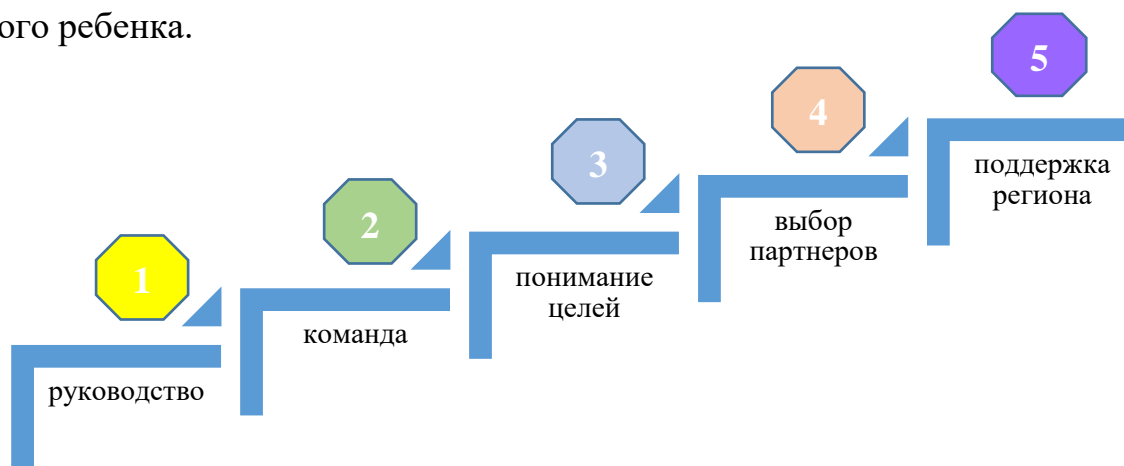 ого ребенка.
5
4
поддержка
региона
3
выбор
партнеров
2
понимание
целей
1
команда
руководство